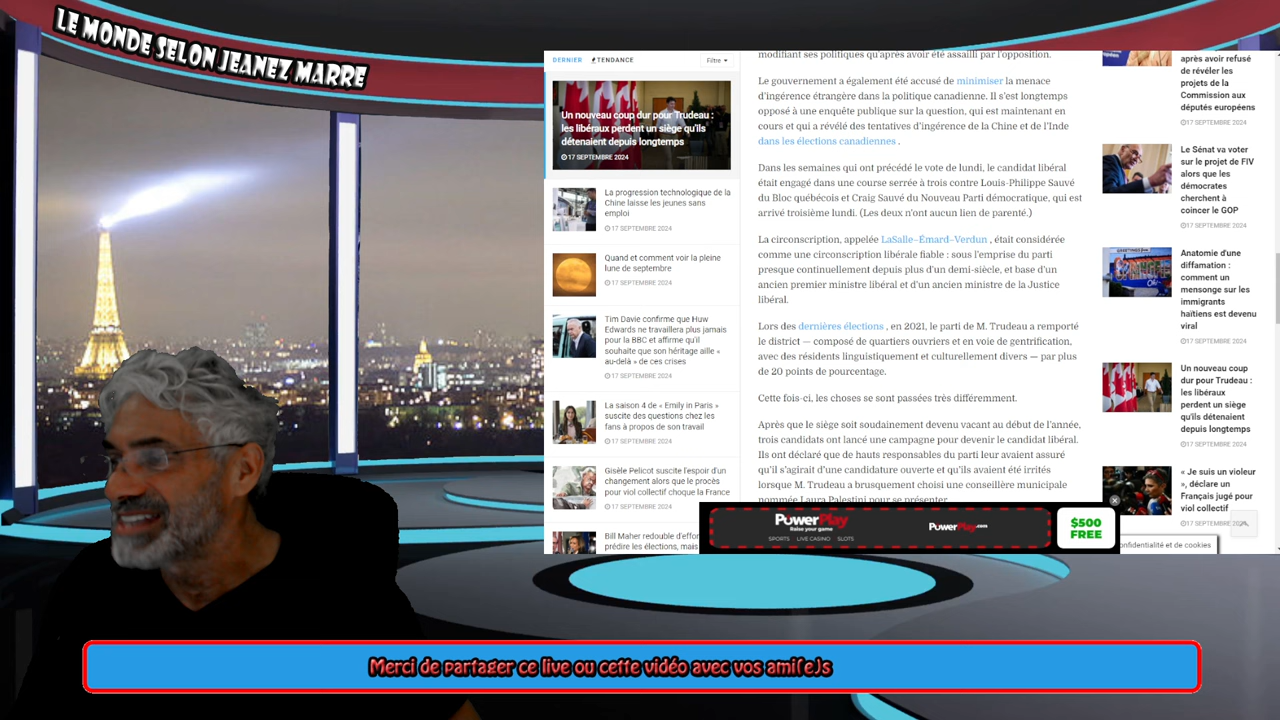 LE MONDE SELON JEANEZ MARRE
DERNIER
TENDANCE
Filtre
Un nouveau coup dur pour Trudeau :
les libéraux perdent un siège qu'ils
détenaient depuis longtemps
17 SEPTEMBRE 2024
La progression technologique de la
Chine laisse les jeunes sans
emploi
17 SEPTEMBRE 2024
Quand et comment voir la pleine
lune de septembre
17 SEPTEMBRE 2024
Tim Davie confirme que Huw
Edwards ne travaillera plus jamais
pour la BBC et affirme qu'il
souhaite que son héritage aille «
au-delà » de ces crises
17 SEPTEMBRE 2024
La saison 4 de « Emily in Paris »
suscite des questions chez les
fans à propos de son travail
17 SEPTEMBRE 2024
Gisèle Pelicot suscite l'espoir d'un
changement alors que le procès
pour viol collectif choque la France
17 SEPTEMBRE 2024
Bill Maher redouble d'effor
prédire les élections, mais
modifiant ses politiques qu'après avoir été assailli par l'opposition.
Le gouvernement a également été accusé de minimiser la menace
d'ingérence étrangère dans la politique canadienne. Il s'est longtemps
opposé à une enquête publique sur la question, qui est maintenant en
cours et qui a révélé des tentatives d'ingérence de la Chine et de l'Inde
dans les élections canadiennes .
Dans les semaines qui ont précédé le vote de lundi, le candidat libéral
était engagé dans une course serrée à trois contre Louis-Philippe Sauvé
du Bloc québécois et Craig Sauvé du Nouveau Parti démocratique, qui est
arrivé troisième lundi. (Les deux n'ont aucun lien de parenté.)
La circonscription, appelée LaSalle–Émard–Verdun , était considérée
comme une circonscription libérale fiable : sous l'emprise du parti
presque continuellement depuis plus d'un demi-siècle, et base d'un
ancien premier ministre libéral et d'un ancien ministre de la Justice
libéral.
Lors des dernières élections , en 2021, le parti de M. Trudeau a remporté
le district — composé de quartiers ouvriers et en voie de gentrification,
avec des résidents linguistiquement et culturellement divers — par plus
de 20 points de pourcentage.
Cette fois-ci, les choses se sont passées très différemment.
Après que le siège soit soudainement devenu vacant au début de l'année,
trois candidats ont lancé une campagne pour devenir le candidat libéral.
Ils ont déclaré que de hauts responsables du parti leur avaient assuré
qu'il s'agirait d'une candidature ouverte et qu'ils avaient été irrités
lorsque M. Trudeau a brusquement choisi une conseillère municipale
nommée Laura Palestini pour se présenter
après avoir refusé
de révéler les
projets de la
Commission aux
députés européens
17 SEPTEMBRE 2024
Le Sénat va voter
sur le projet de FIV
alors que les
démocrates
cherchent à
coincer le GOP
17 SEPTEMBRE 2024
Anatomie d'une
diffamation :
comment un
mensonge sur les
immigrants
haïtiens est devenu
viral
17 SEPTEMBRE 2024
Un nouveau coup
dur pour Trudeau :
les libéraux
perdent un siège
qu'ils détenaient
depuis longtemps
17 SEPTEMBRE 2024
« Je suis un violeur
», déclare un
Français jugé pour
viol collectif
17 SEPTEMBRE 2024
PowerPlay
Raise your game
SPORTS LIVE CASINO SLOTS
PowerPlay.com
$500
FREE
onfidentialité et de cookies
Merci de partager ce live ou cette vidéo avec vos ami(e)s